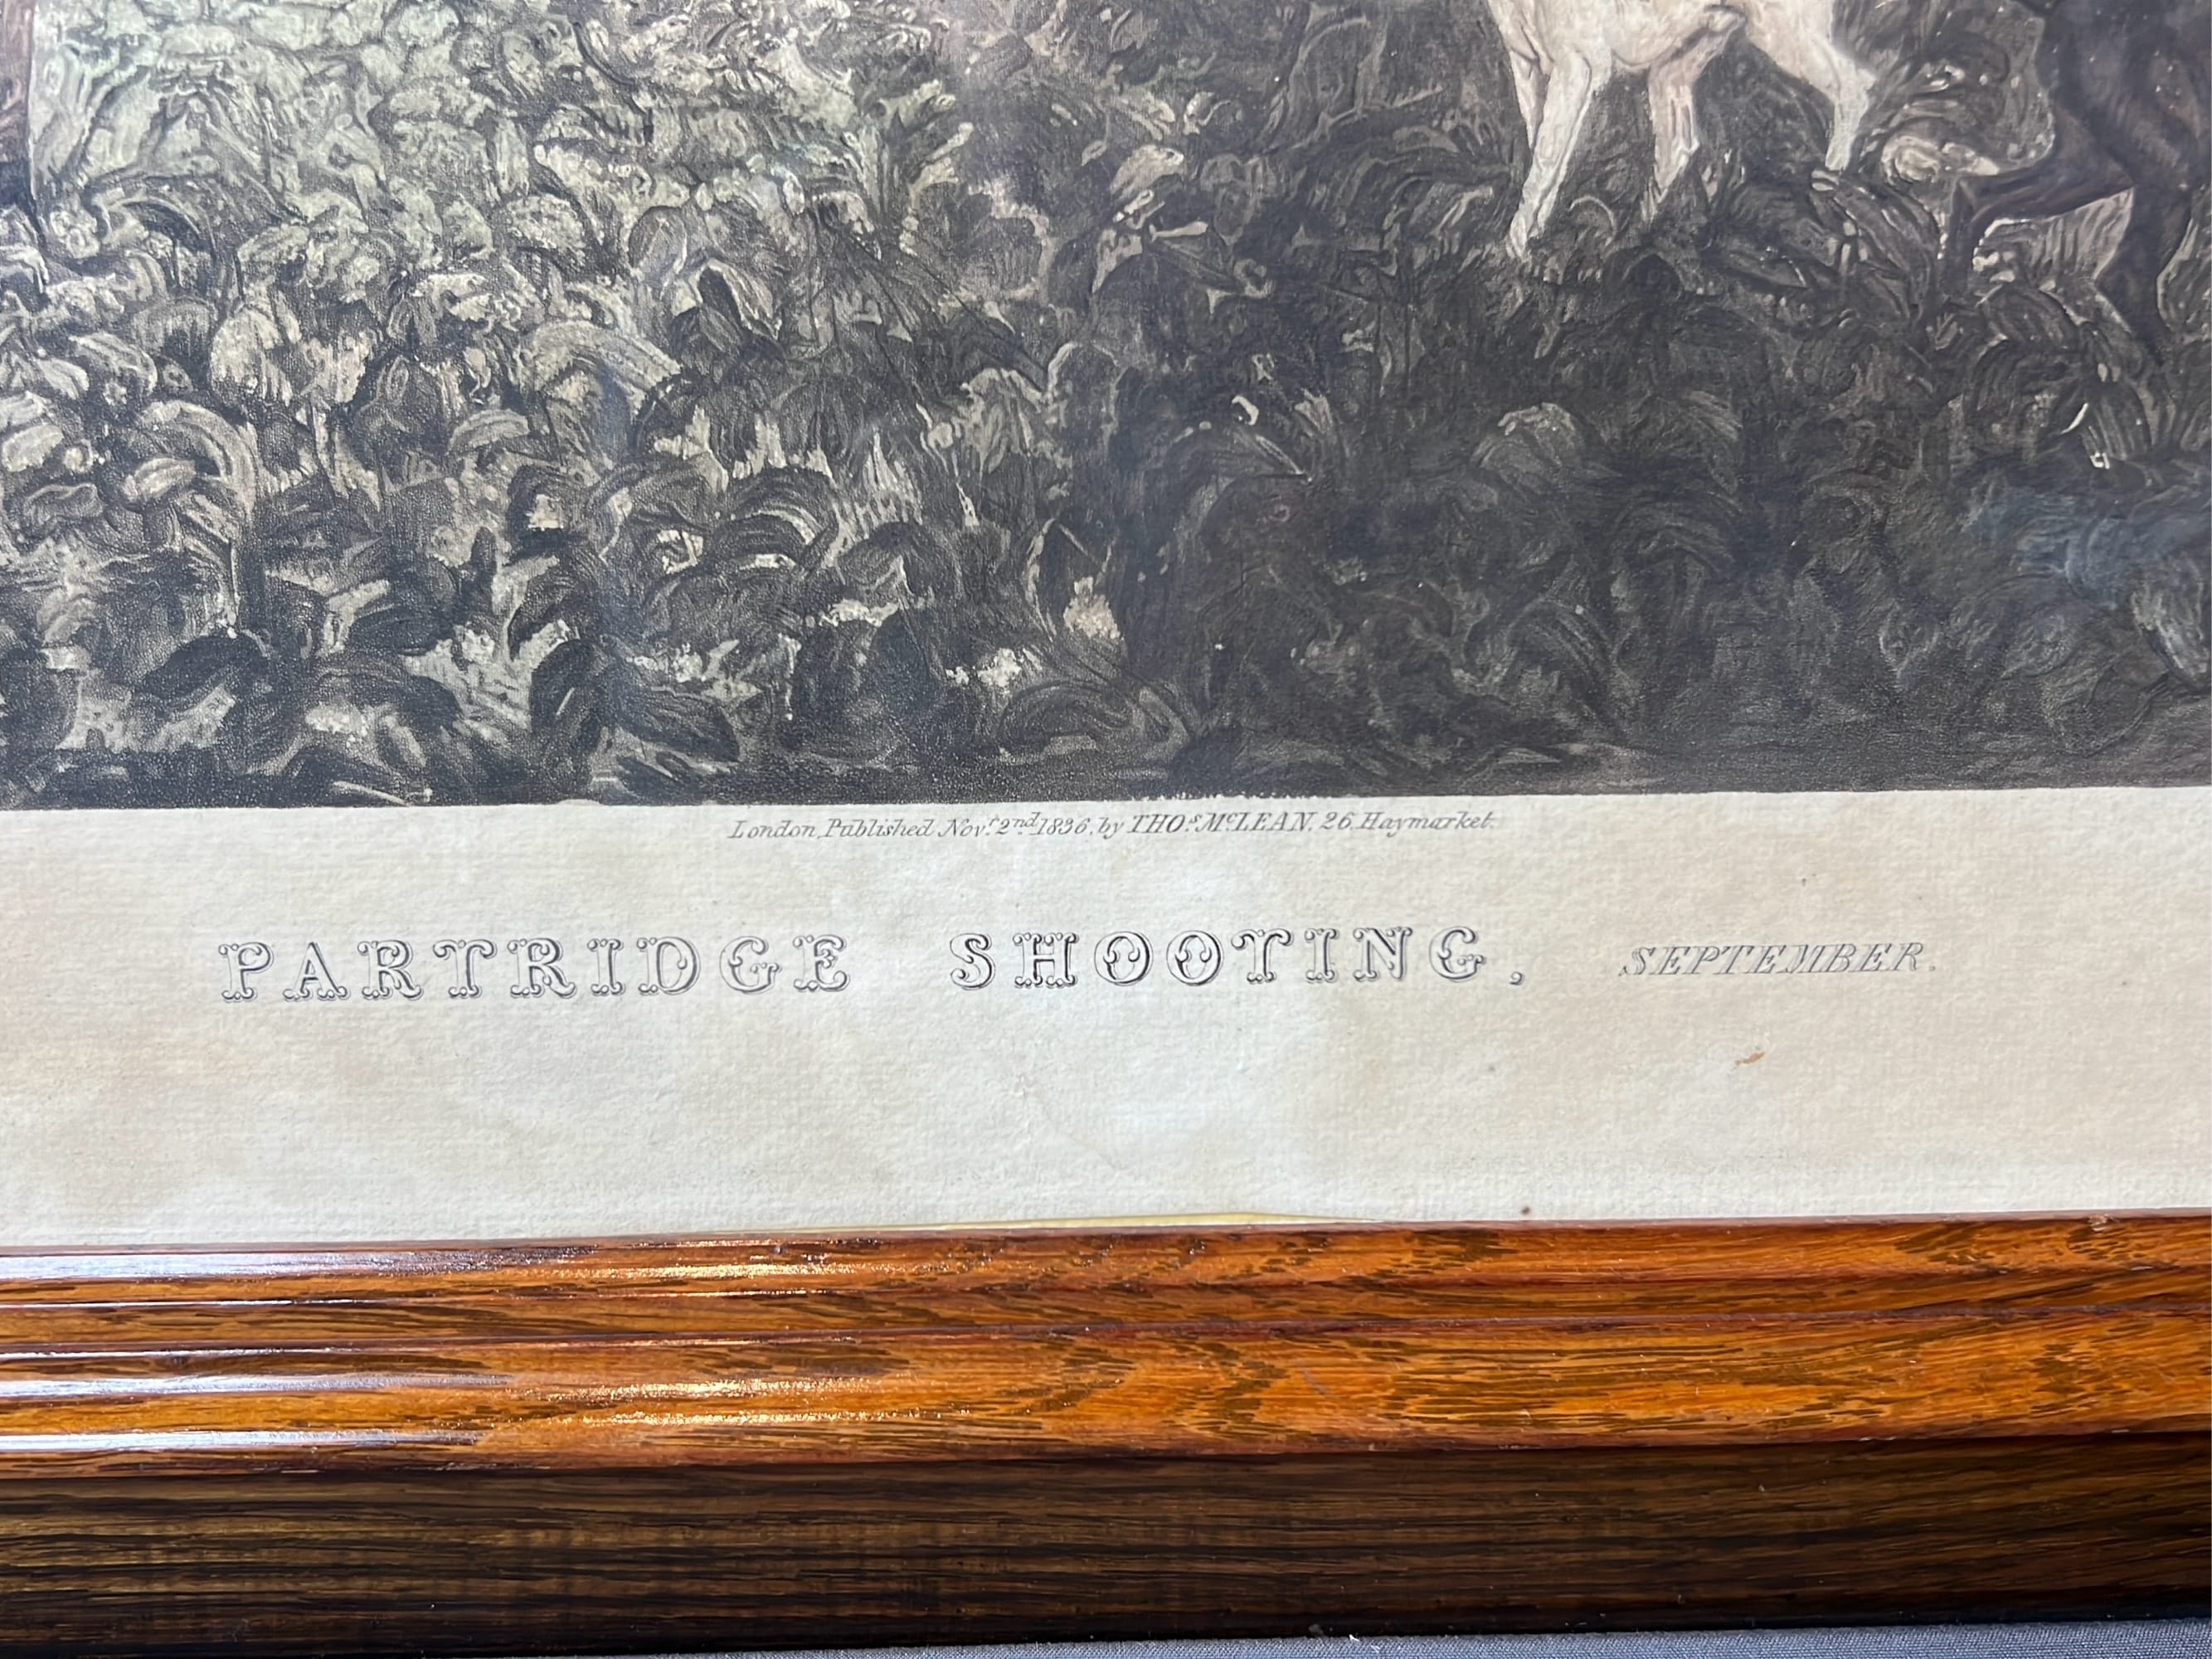 London, Published Novr. 2nd 1836, by THOs. McLEAN, 26, Haymarket.
PARTRIDGE SHOOTING, SEPTEMBER.